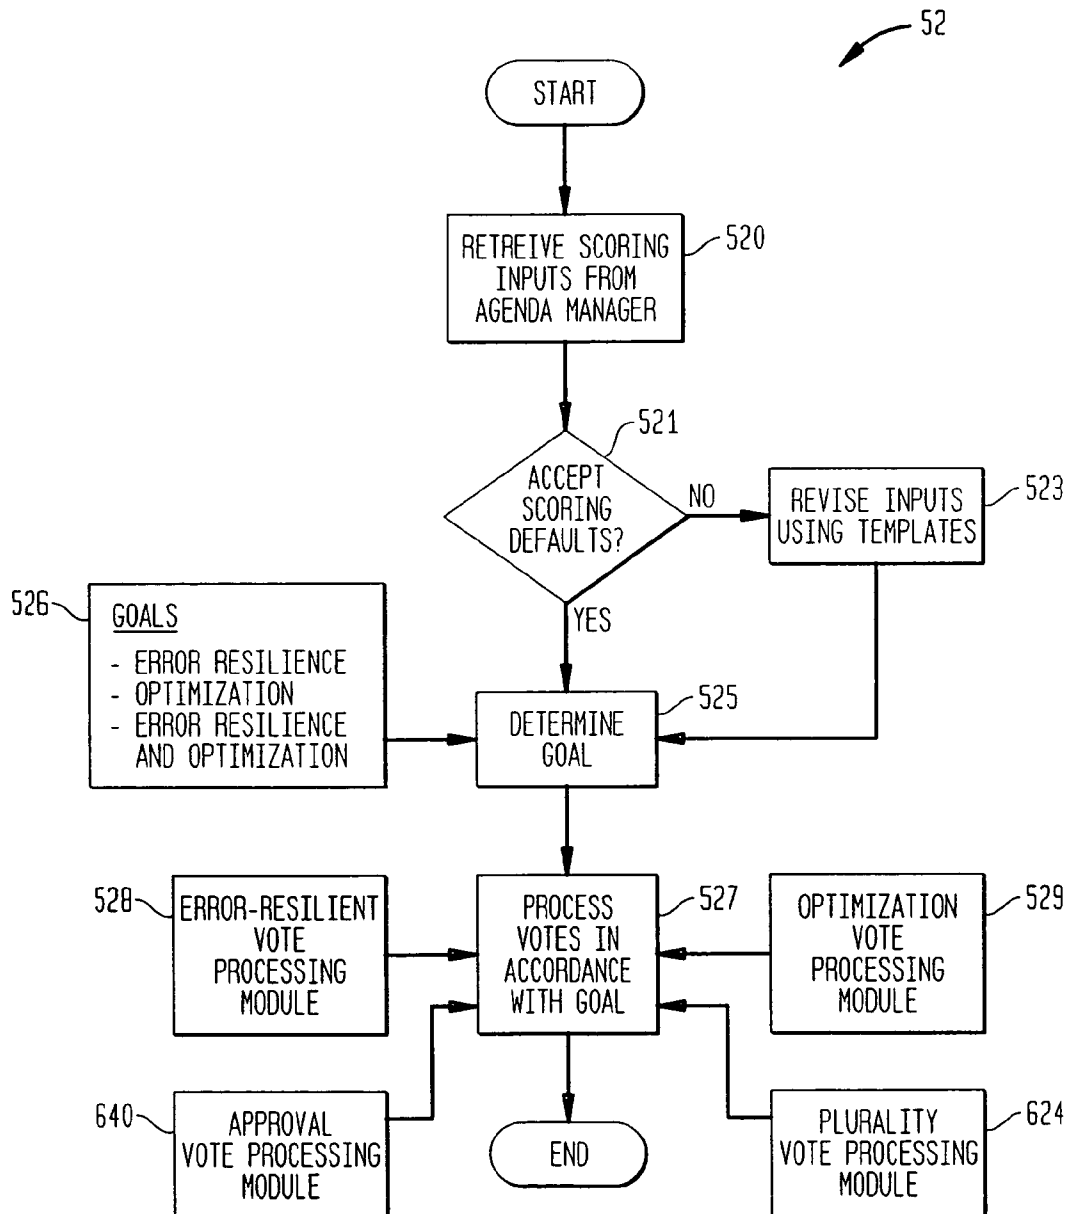 52
START
RETREIVE SCORING
INPUTS FROM
AGENDA MANAGER
520
ACCEPT
SCORING
DEFAULTS?
521
NO
REVISE INPUTS
USING TEMPLATES
523
YES
526
GOALS
- ERROR RESILIENCE
- OPTIMIZATION
- ERROR RESILIENCE
AND OPTIMIZATION
DETERMINE
GOAL
525
528
ERROR-RESILIENT
VOTE
PROCESSING
MODULE
PROCESS
VOTES IN
ACCORDANCE
WITH GOAL
527
OPTIMIZATION
VOTE
PROCESSING
MODULE
529
640
APPROVAL
VOTE PROCESSING
MODULE
END
PLURALITY
VOTE PROCESSING
MODULE
624